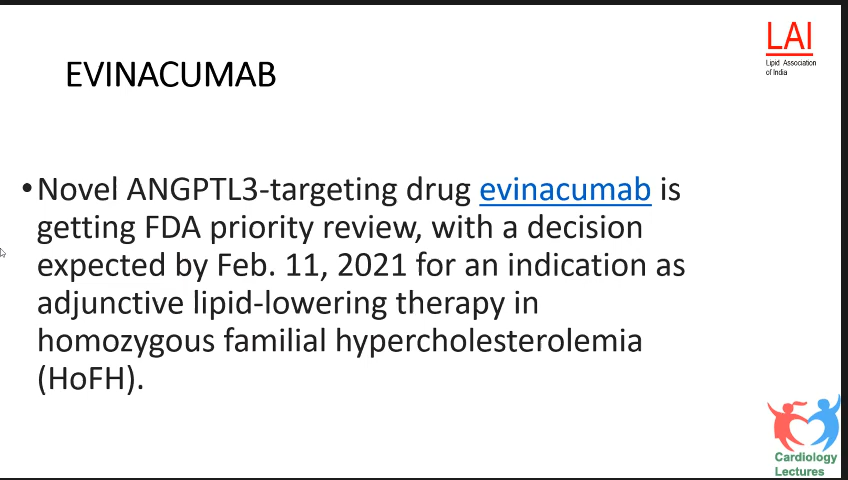 LAI
Lipid Association
of India
EVINACUMAB
•Novel ANGPTL3-targeting drug evinacumab is
getting FDA priority review, with a decision
expected by Feb. 11, 2021 for an indication as
adjunctive lipid-lowering therapy in
homozygous familial hypercholesterolemia
(HoFH).
Cardiology
Lectures